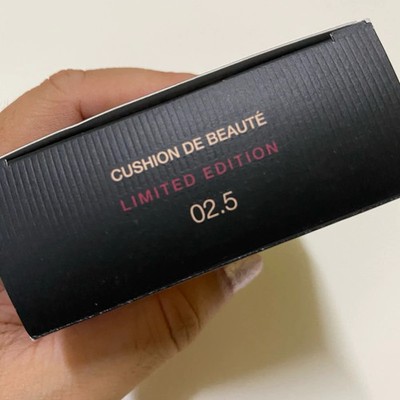 CUSHION DE BEAUTÉ
LIMITED EDITION
02.5